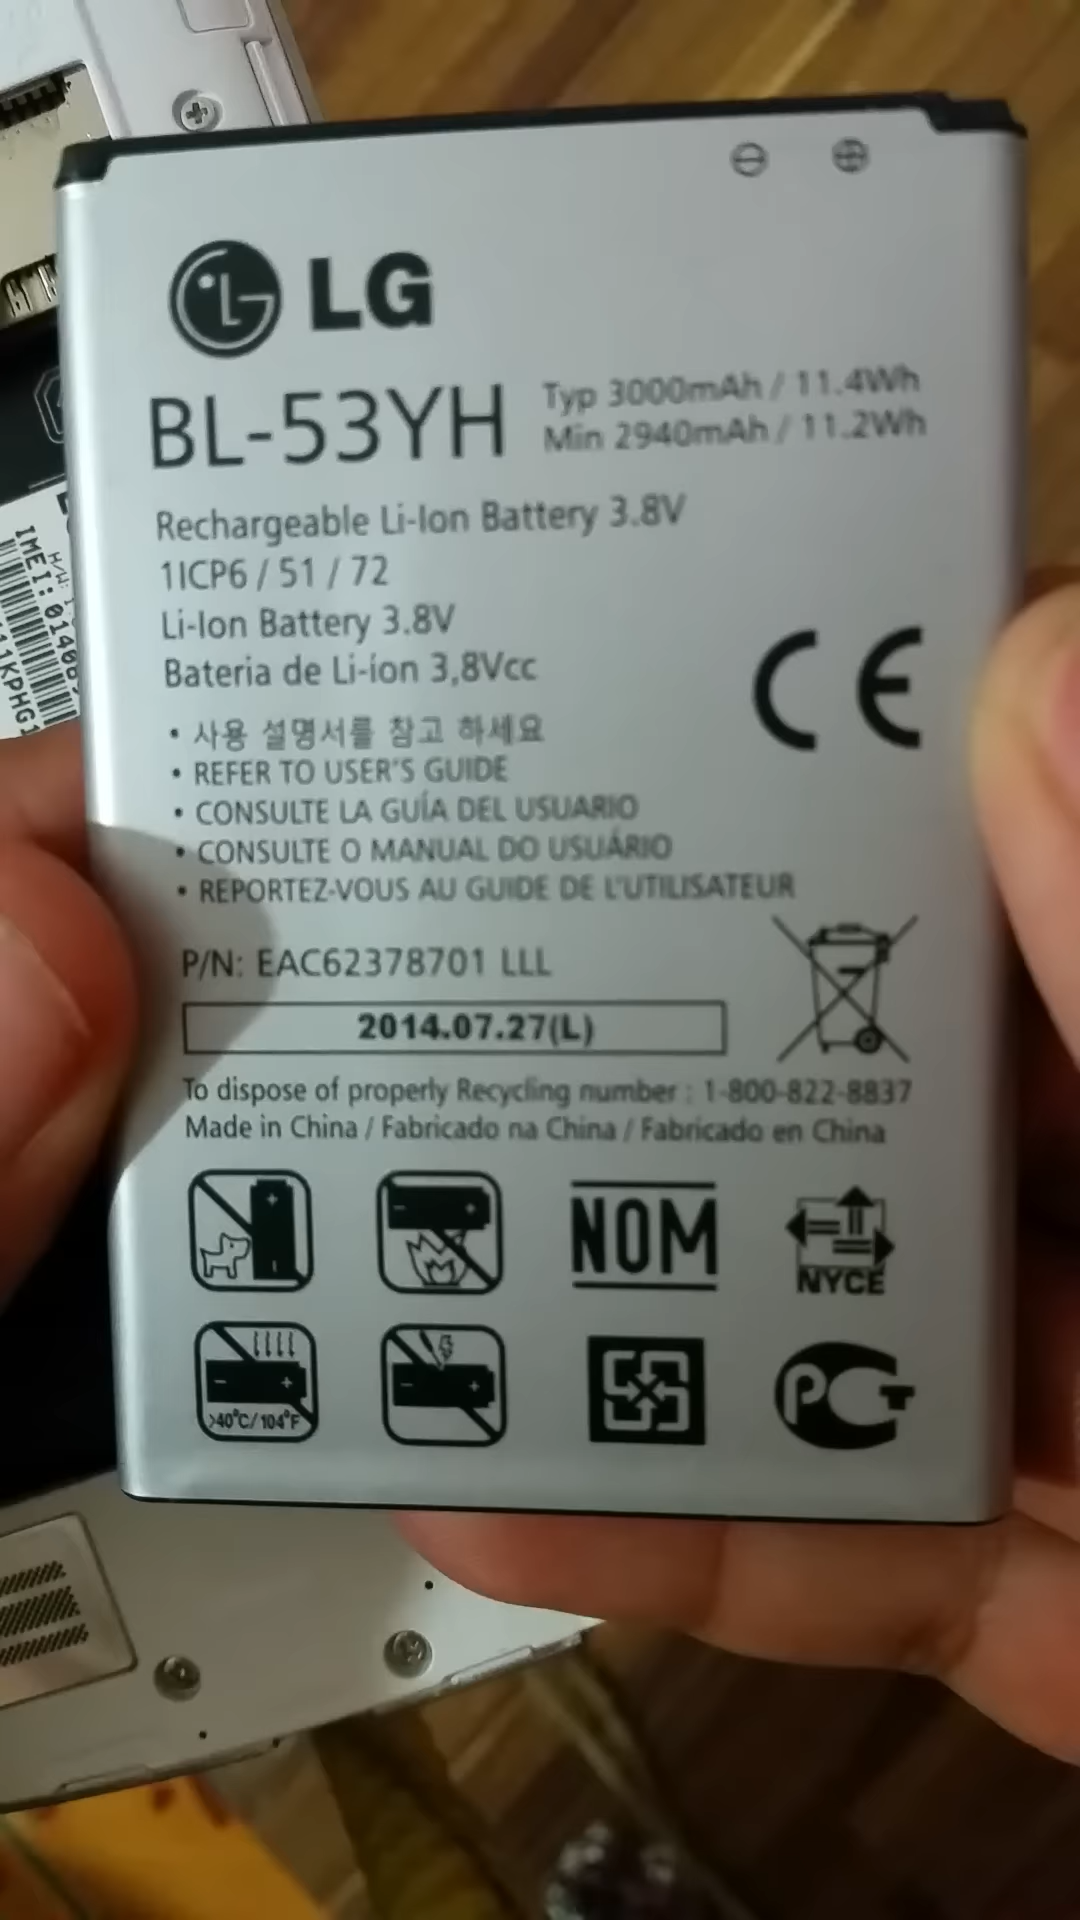 LG
BL-53YH
Typ 3000mAh / 11.4Wh
Min 2940mAh / 11.2Wh
Rechargeable Li-Ion Battery 3.8V
1ICP6 / 51 / 72
Li-Ion Battery 3.8V
Bateria de Li-íon 3,8Vcc
CE
• 사용 설명서를 참고 하세요
• REFER TO USER'S GUIDE
• CONSULTE LA GUÍA DEL USUARIO
• CONSULTE O MANUAL DO USUÁRIO
• REPORTEZ-VOUS AU GUIDE DE L'UTILISATEUR
P/N: EAC62378701 LLL
2014.07.27(L)
To dispose of properly Recycling number : 1-800-822-8837
Made in China / Fabricado na China / Fabricado en China
NOM
NYCE
>40°C/104°F
PCT
IMEI: